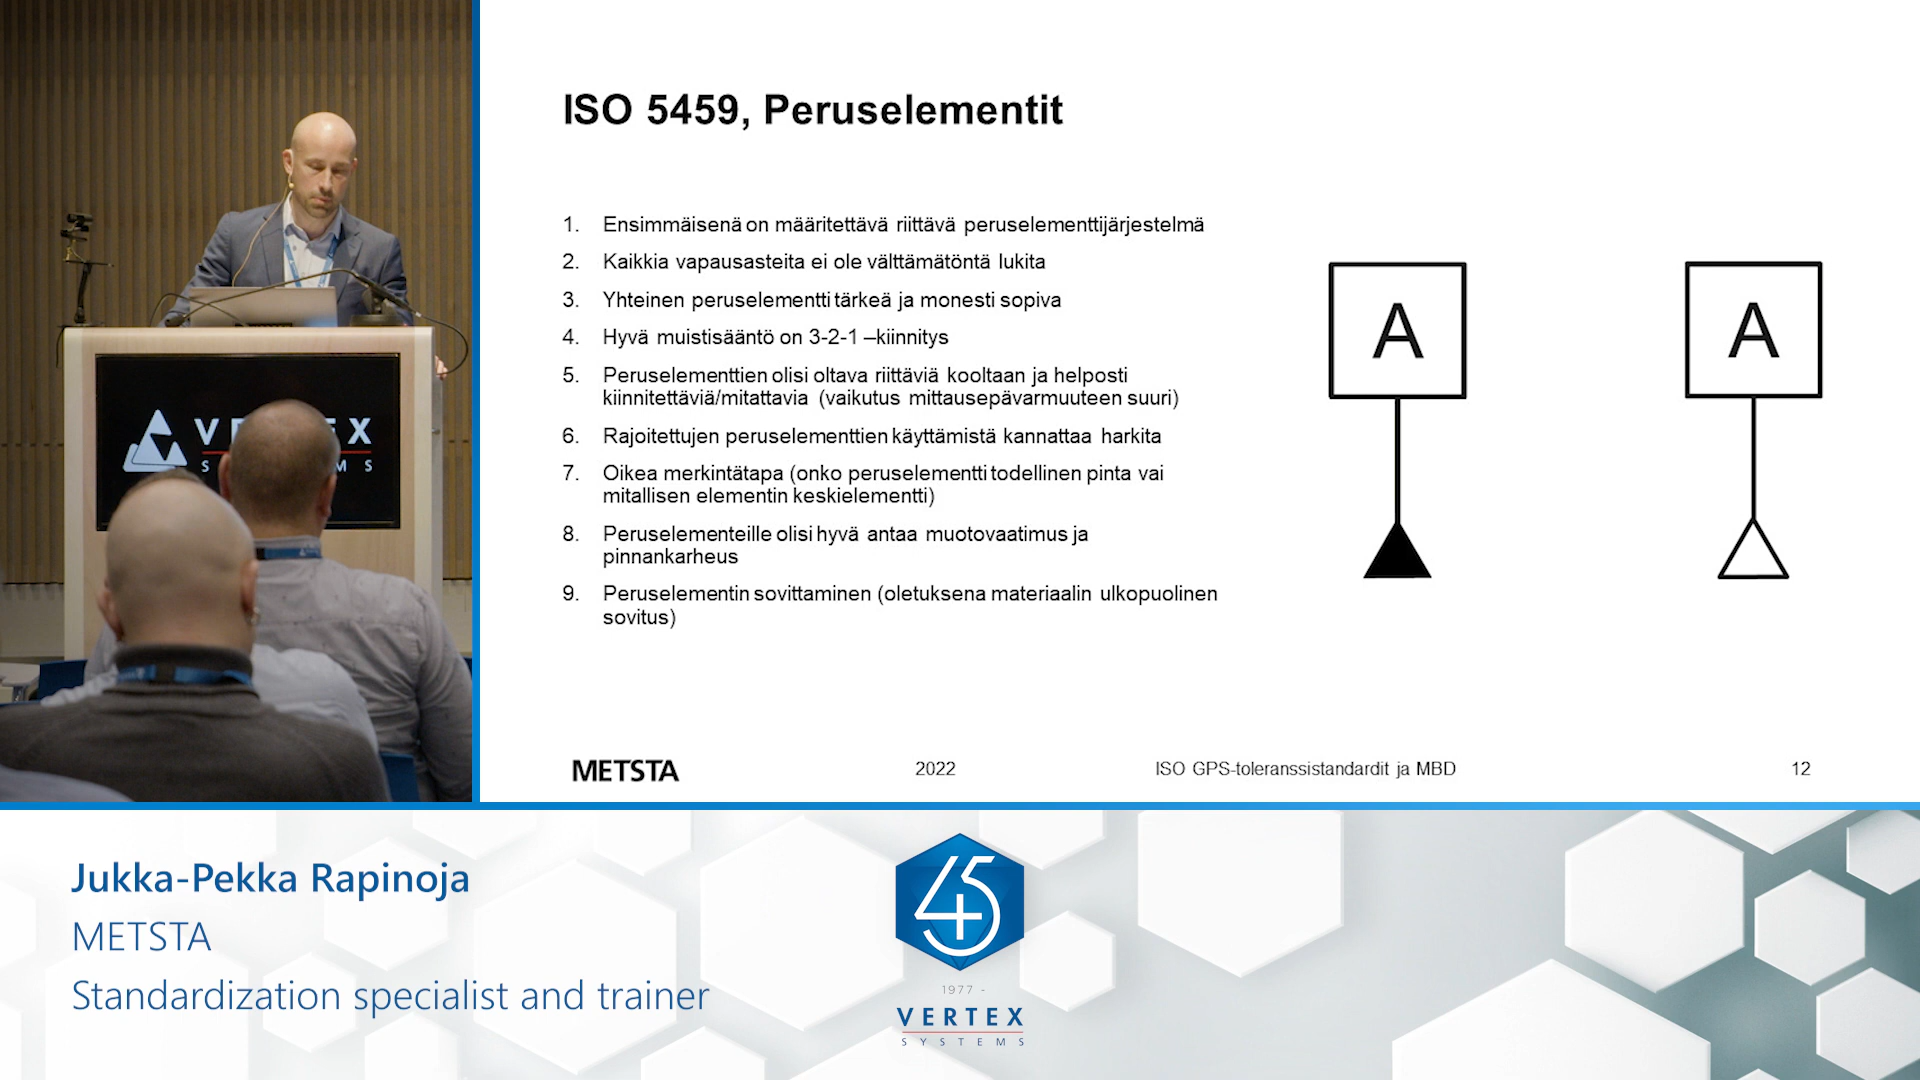 ISO 5459, Peruselementit
1. Ensimmäisenä on määritettävä riittävä peruselementtijärjestelmä
2. Kaikkia vapausasteita ei ole välttämätöntä lukita
3. Yhteinen peruselementti tärkeä ja monesti sopiva
4. Hyvä muistisääntö on 3-2-1 –kiinnitys
5. Peruselementtien olisi oltava riittäviä kooltaan ja helposti
kiinnitettäviä/mitattavia (vaikutus mittausepävarmuuteen suuri)
6. Rajoitettujen peruselementtien käyttämistä kannattaa harkita
7. Oikea merkintätapa (onko peruselementti todellinen pinta vai
mitallisen elementin keskielementti)
8. Peruselementeille olisi hyvä antaa muotovaatimus ja
pinnankarheus
9. Peruselementin sovittaminen (oletuksena materiaalin ulkopuolinen
sovitus)
A
A
METSTA
2022
ISO GPS-toleranssistandardit ja MBD
12
Jukka-Pekka Rapinoja
METSTA
Standardization specialist and trainer
45
1977 -
VERTEX
SYSTEMS